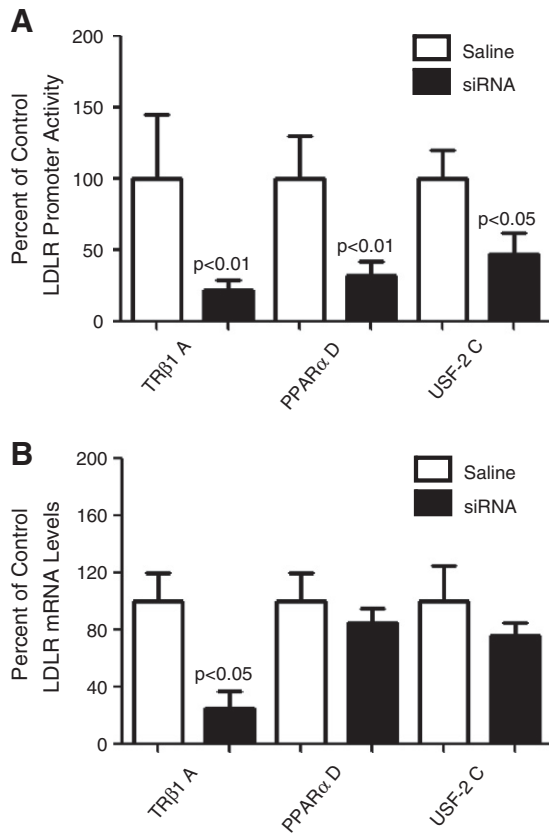 A
Percent of Control
LDLR Promoter Activity
200
150
100
50
0
Saline
siRNA
p<0.01
p<0.01
p<0.05
TRβ1 A
PPARα D
USF-2 C
B
Percent of Control
LDLR mRNA Levels
200
160
120
80
40
0
Saline
siRNA
p<0.05
TRβ1 A
PPARα D
USF-2 C